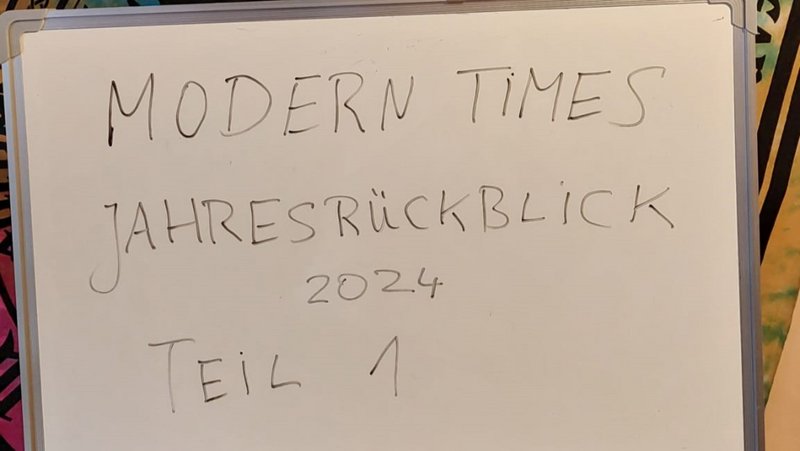 MODERN TiMES
JAHRESRüCKBLiCK
2024
TEiL 1